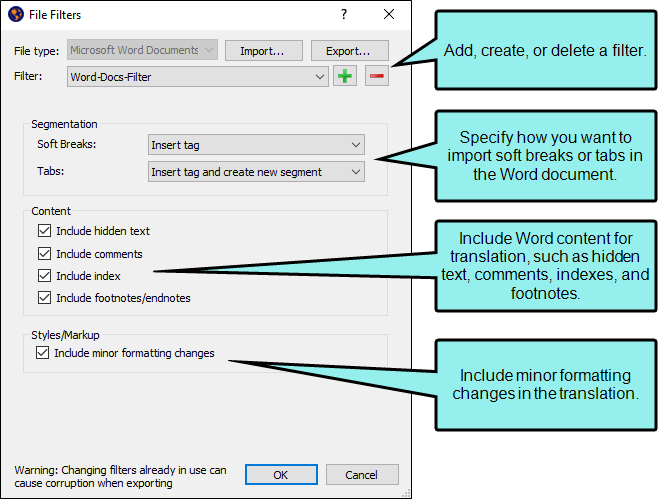 File Filters
?
File type: Microsoft Word Documents Import... Export...
Filter: Word-Docs-Filter
Segmentation
Soft Breaks: Insert tag
Tabs: Insert tag and create new segment
Content
Include hidden text
Include comments
Include index
Include footnotes/endnotes
Styles/Markup
Include minor formatting changes
Warning: Changing filters already in use can
cause corruption when exporting
OK
Cancel
Add, create, or delete a filter.
Specify how you want to
import soft breaks or tabs in
the Word document.
Include Word content for
translation, such as hidden
text, comments, indexes, and
footnotes.
Include minor formatting
changes in the translation.